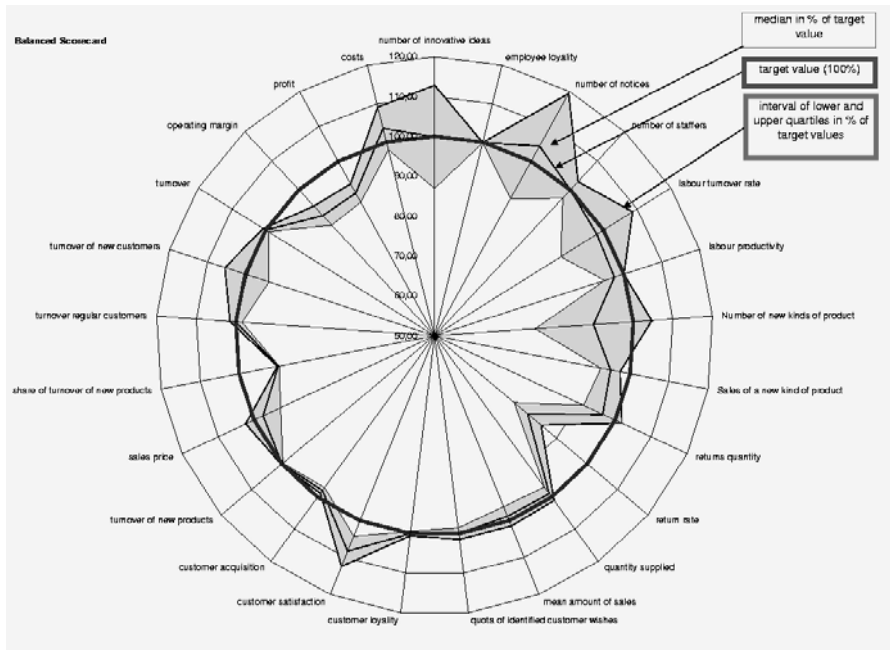 Balanced Scorecard
median in % of target
value
target value (100%)
interval of lower and
upper quartiles in % of
target values
number of innovative ideas
employee loyality
number of notices
number of staffers
labour turnover rate
labour productivity
Number of new kinds of product
Sales of a new kind of product
returns quantity
return rate
quantity supplied
mean amount of sales
quota of identified customer wishes
customer loyality
customer satisfaction
customer acquisition
turnover of new products
sales price
share of turnover of new products
turnover regular customers
turnover of new customers
turnover
operating margin
profit
costs
120,00
110,00
100,00
90,00
80,00
70,00
60,00
50,00